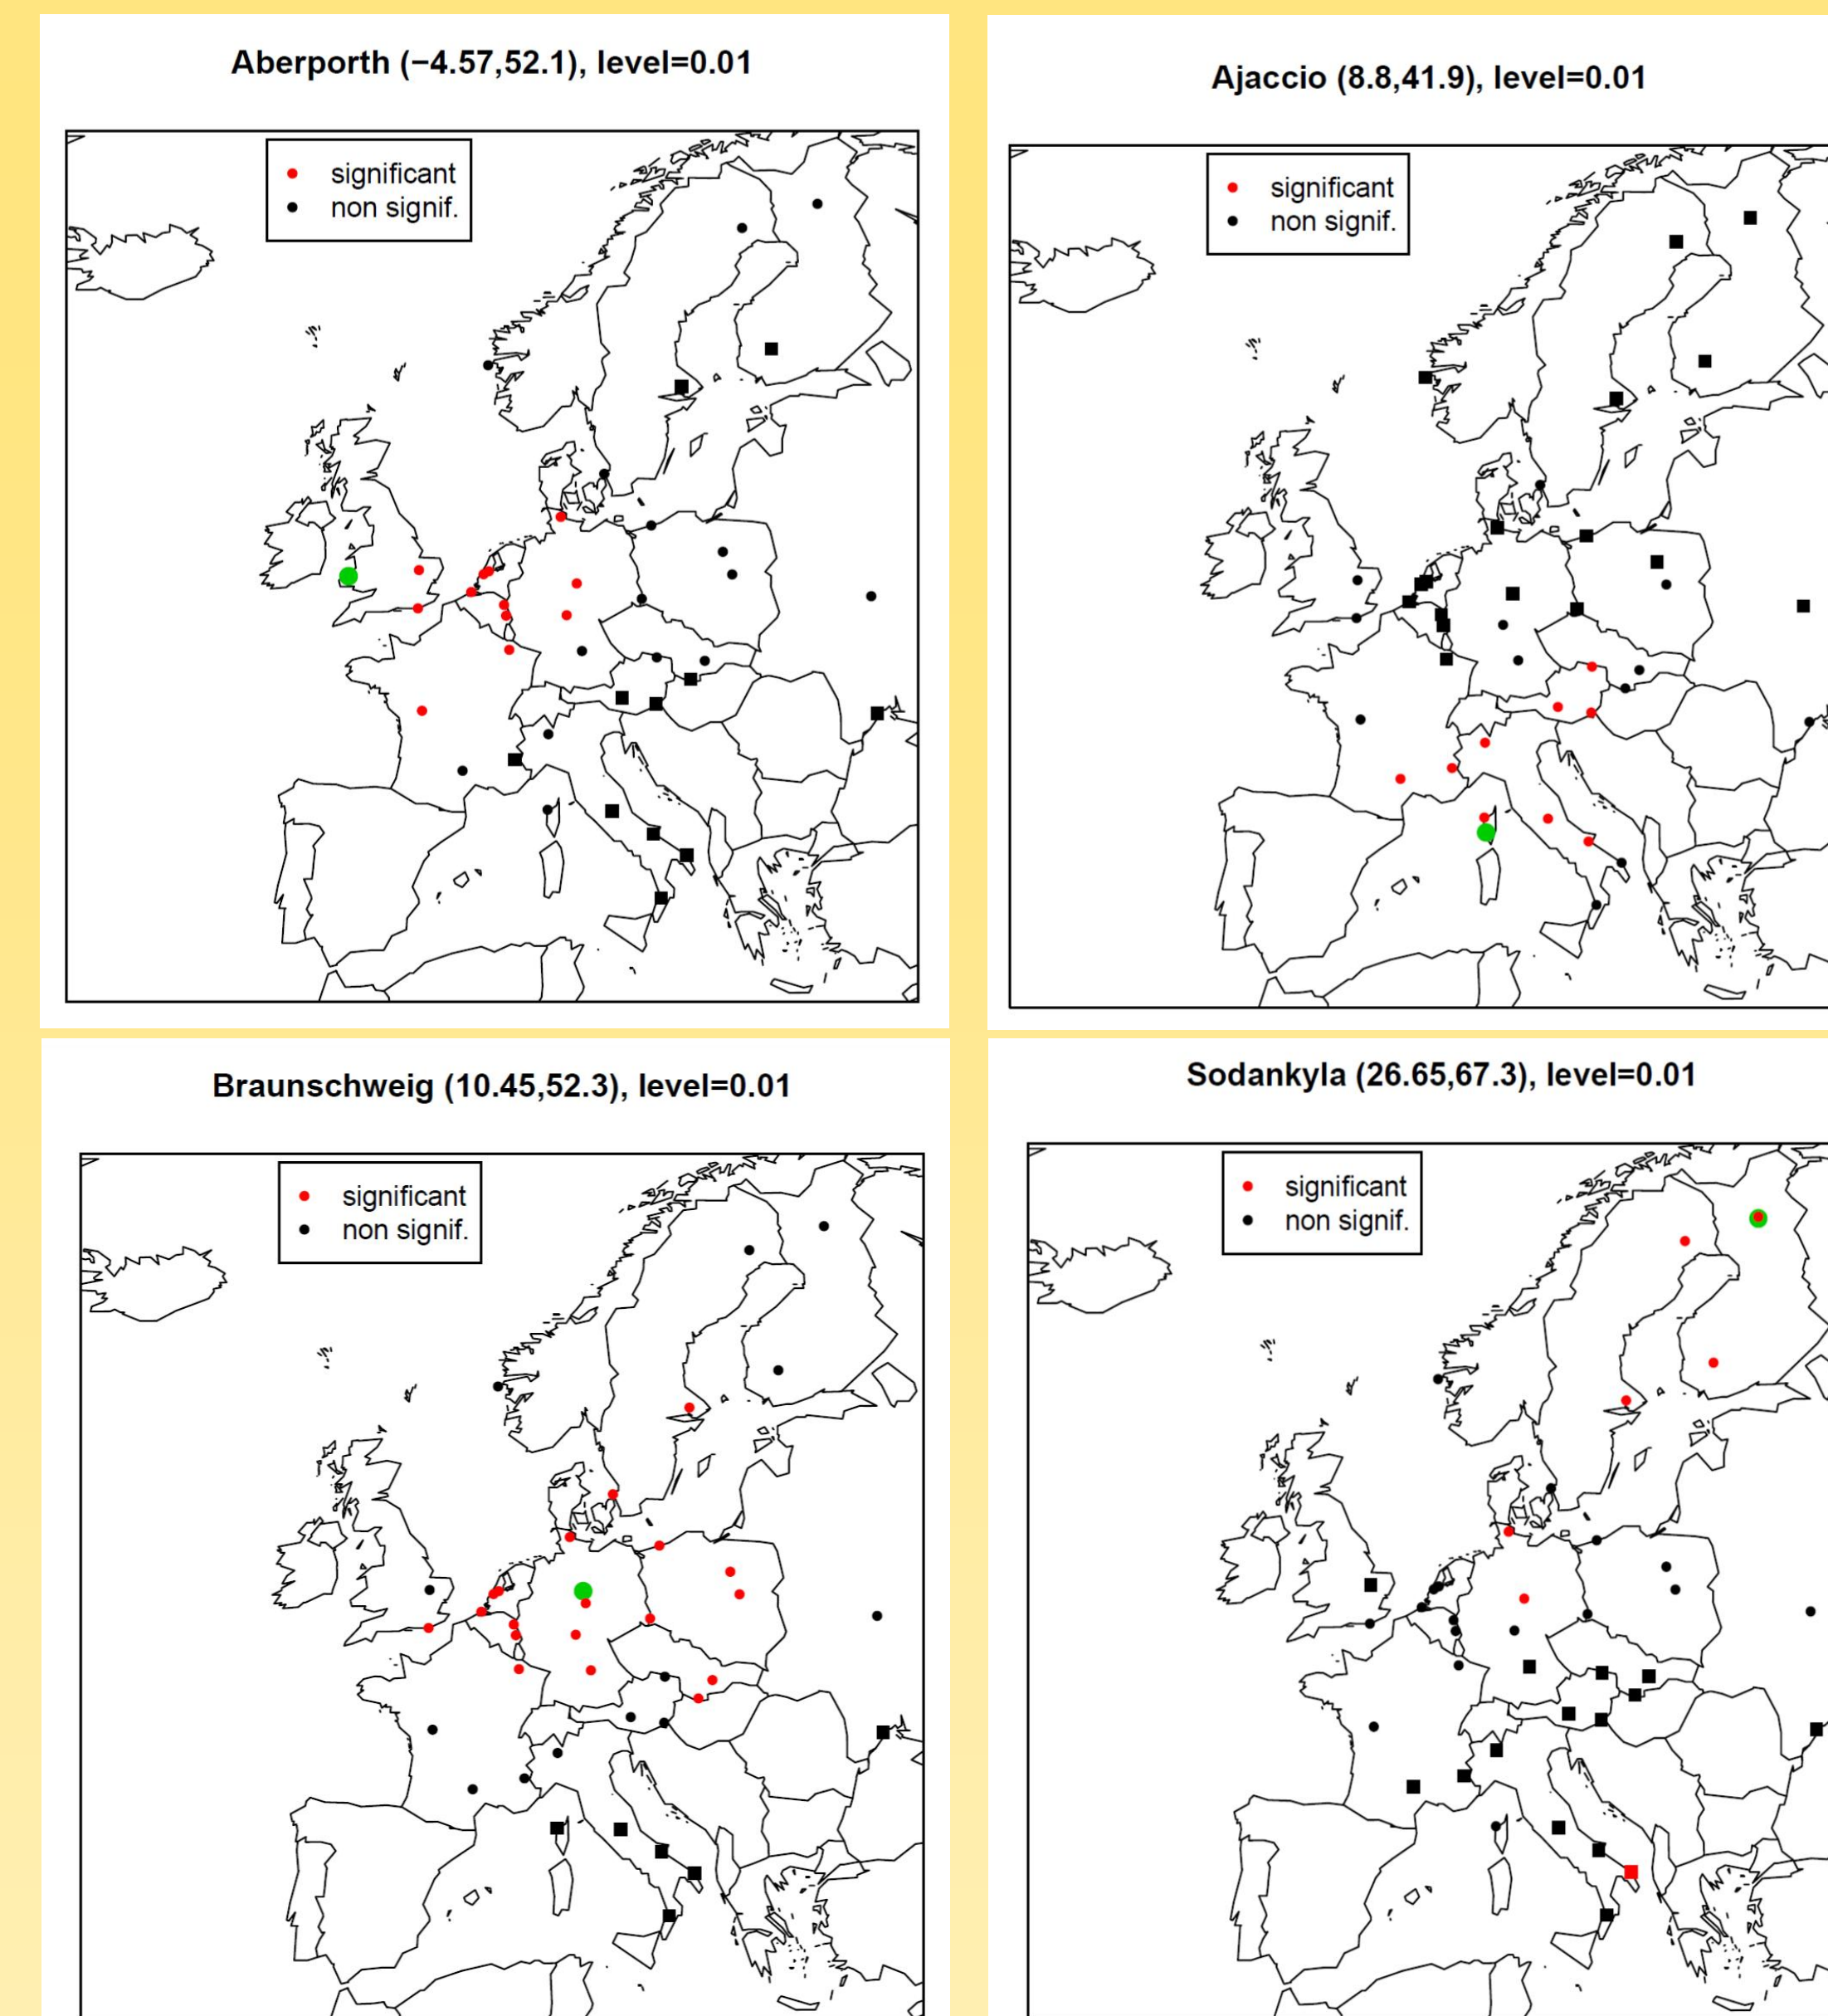 Aberporth (−4.57,52.1), level=0.01
significant
non signif.
Ajaccio (8.8,41.9), level=0.01
significant
non signif.
Braunschweig (10.45,52.3), level=0.01
significant
non signif.
Sodankyla (26.65,67.3), level=0.01
significant
non signif.